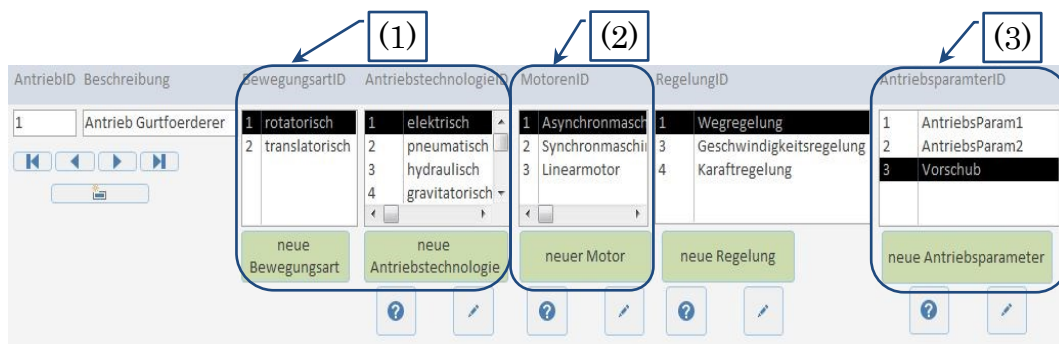 (1) (2) (3)
AntriebID Beschreibung BewegungsartID AntriebstechnologieID MotorenID RegelungID AntriebsparamterID
1 Antrieb Gurtfoerderer 1 rotatorisch 1 elektrisch 1 Asynchronmasch 1 Wegregelung 1 AntriebsParam1
2 translatorisch 2 pneumatisch 2 Synchronmaschi 3 Geschwindigkeitsregelung 2 AntriebsParam2
3 hydraulisch 3 Linearmotor 4 Karaftregelung 3 Vorschub
4 gravitatorisch
neue Bewegungsart neue Antriebstechnologie neuer Motor neue Regelung neue Antriebsparameter